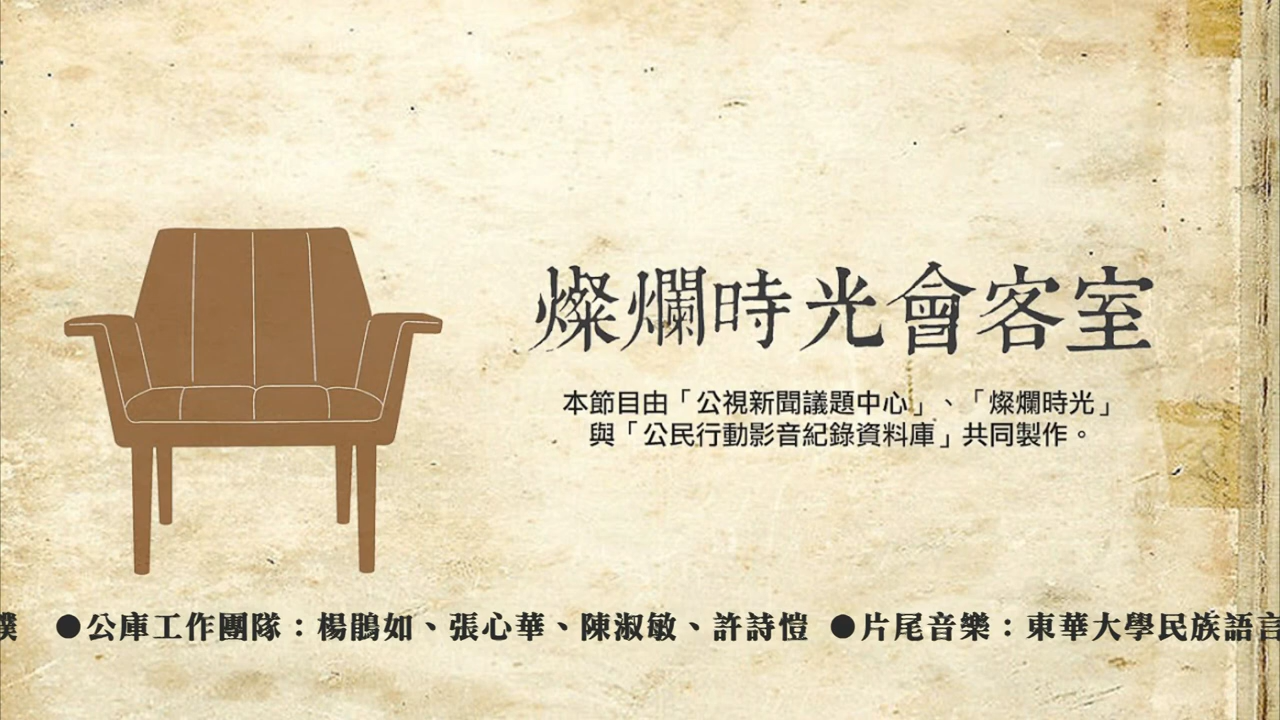 燦爛時光會客室
本節目由「公視新聞議題中心」、「燦爛時光」
與「公民行動影音紀錄資料庫」共同製作。
●公庫工作團隊：楊鵑如、張心華、陳淑敏、許詩愷 ●片尾音樂：東華大學民族語言